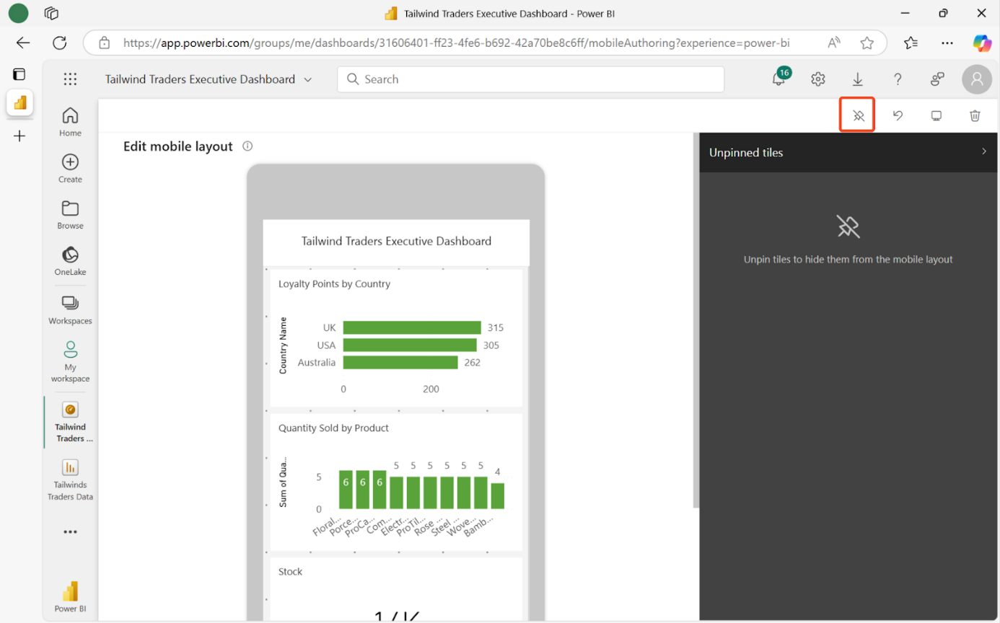 Tailwind Traders Executive Dashboard - Power BI
https://app.powerbi.com/groups/me/dashboards/31606401-ff23-4fe6-b692-42a70be8c6ff/mobileAuthoring?experience=power-bi
Tailwind Traders Executive Dashboard
Search
16
Home
Create
Browse
OneLake
Workspaces
My
workspace
Tailwind
Traders ...
Tailwinds
Traders Data
Power BI
Edit mobile layout
Tailwind Traders Executive Dashboard
Loyalty Points by Country
Country Name
UK 315
USA 305
Australia 262
0 200
Quantity Sold by Product
Sum of Qua...
5
0
6 6 6 5 5 5 5 5 5 4
Floral... Porce... ProCa... Com... Electr... ProTil... Rose ... Steel ... Wove... Bamb...
Stock
Unpinned tiles
Unpin tiles to hide them from the mobile layout